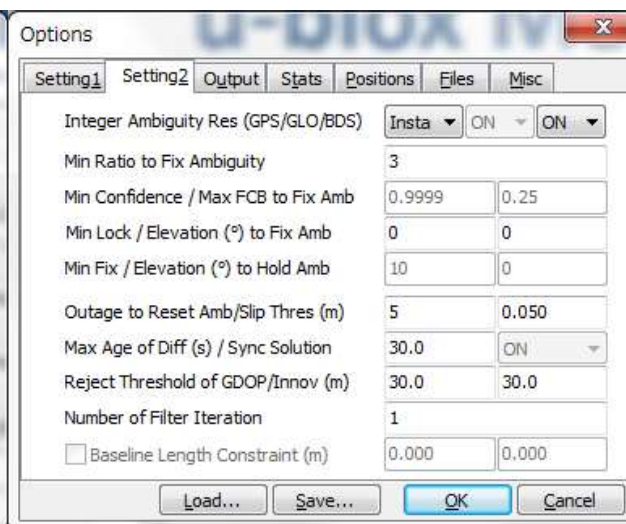 u-blox M
Options
Setting1 Setting2 Output Stats Positions Files Misc
Integer Ambiguity Res (GPS/GLO/BDS) Insta ON ON
Min Ratio to Fix Ambiguity 3
Min Confidence / Max FCB to Fix Amb 0.9999 0.25
Min Lock / Elevation (°) to Fix Amb 0 0
Min Fix / Elevation (°) to Hold Amb 10 0
Outage to Reset Amb/Slip Thres (m) 5 0.050
Max Age of Diff (s) / Sync Solution 30.0 ON
Reject Threshold of GDOP/Innov (m) 30.0 30.0
Number of Filter Iteration 1
Baseline Length Constraint (m) 0.000 0.000
Load... Save... OK Cancel